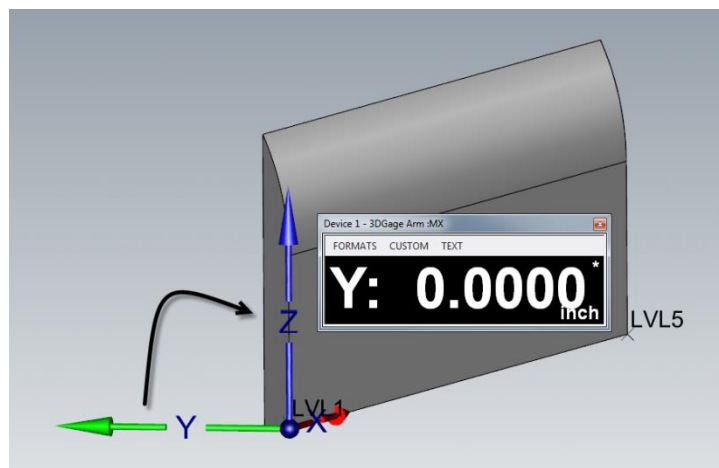 Device 1 - 3DGage Arm :MX
FORMATS CUSTOM TEXT
Y: 0.0000 *
inch
Z
LVL5
LVL1
Y
X